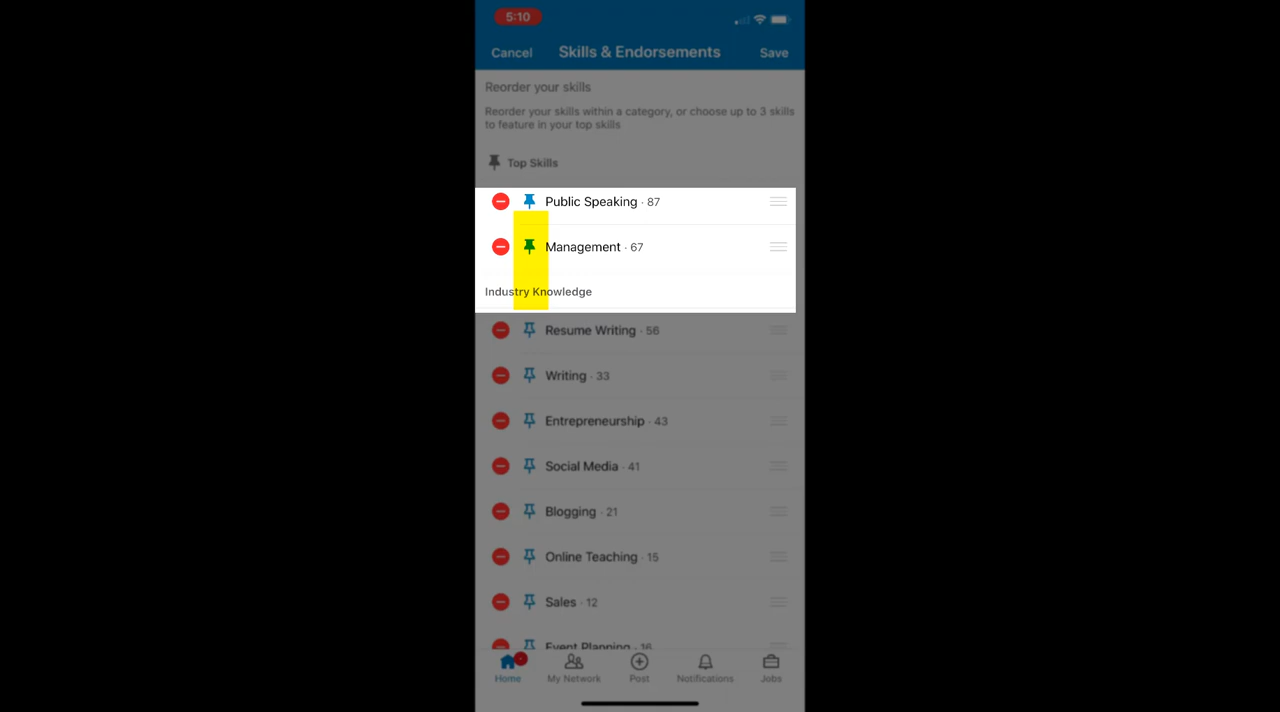 5:10
Cancel Skills & Endorsements Save
Reorder your skills
Reorder your skills within a category, or choose up to 3 skills
to feature in your top skills
Top Skills
Public Speaking · 87
Management · 67
Industry Knowledge
Resume Writing · 56
Writing · 33
Entrepreneurship · 43
Social Media · 41
Blogging · 21
Online Teaching · 15
Sales · 12
Event Planning · 16
Home My Network Post Notifications Jobs